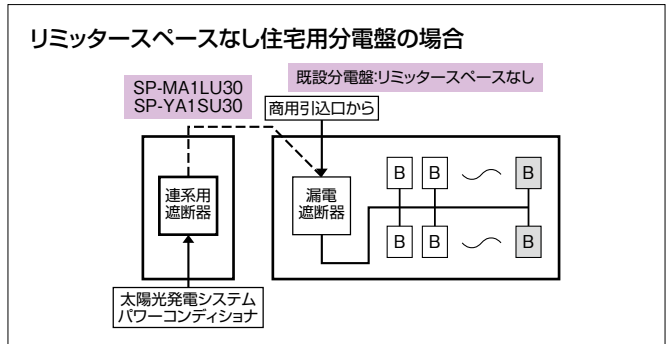 リミッタースペースなし住宅用分電盤の場合
SP-MA1LU30
SP-YA1SU30
既設分電盤:リミッタースペースなし
商用引込口から
連系用
遮断器
漏電
遮断器
B B B
B B B
太陽光発電システム
パワーコンディショナ